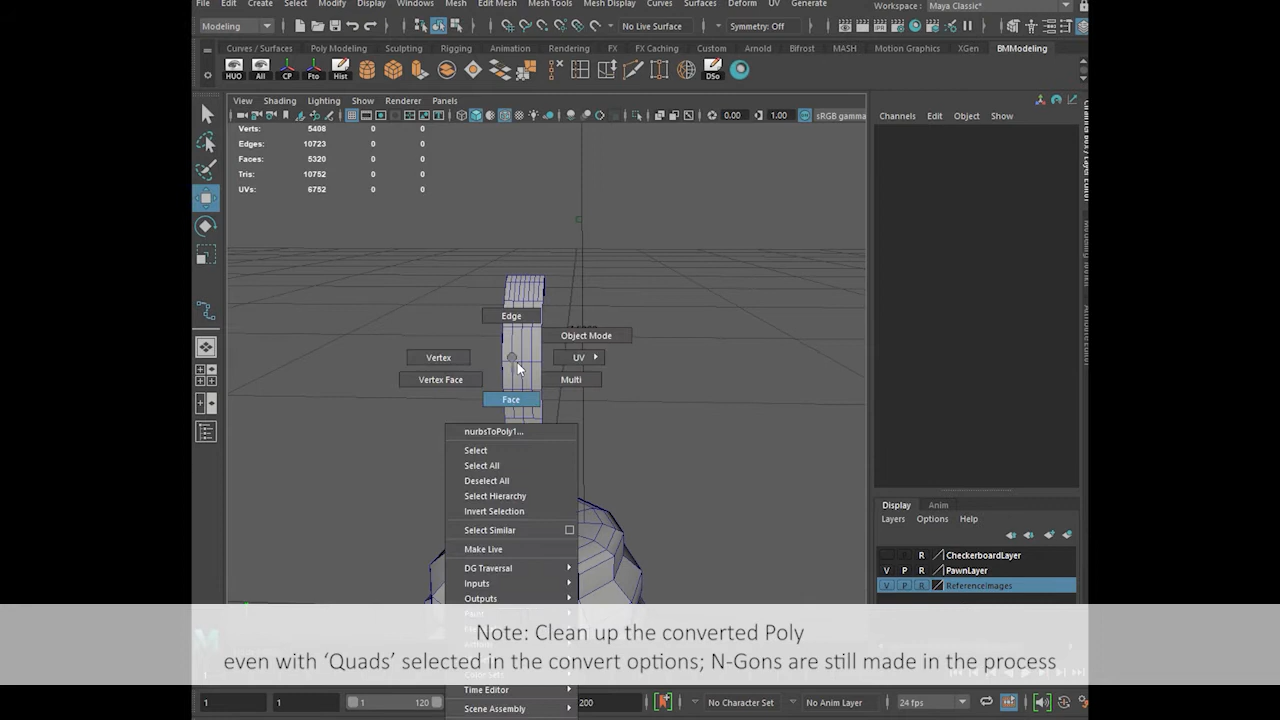 File Edit Create Select Modify Display Windows Mesh Edit Mesh Mesh Tools Mesh Display Curves Surfaces Deform UV Generate Workspace: Maya Classic*
Modeling No Live Surface Symmetry: Off
Curves / Surfaces Poly Modeling Sculpting Rigging Animation Rendering FX FX Caching Custom Arnold Bifrost MASH Motion Graphics XGen BMModeling
HUO All CP Fto Hist DSo
View Shading Lighting Show Renderer Panels
0.00 1.00 sRGB gamma
Channels Edit Object Show
Verts: 5408 0 0
Edges: 10723 0 0
Faces: 5320 0 0
Tris: 10752 0 0
UVs: 6752 0 0
Edge
Object Mode
Vertex UV
Vertex Face Multi
Face
nurbsToPoly1...
Select
Select All
Deselect All
Select Hierarchy
Invert Selection
Select Similar
Make Live
DG Traversal
Inputs
Outputs
Paint
Time Editor
Scene Assembly
Display Anim
Layers Options Help
R CheckerboardLayer
V P R PawnLayer
V P R ReferenceImages
Note: Clean up the converted Poly
even with ‘Quads’ selected in the convert options; N-Gons are still made in the process
1 1 1 120 200 No Character Set No Anim Layer 24 fps